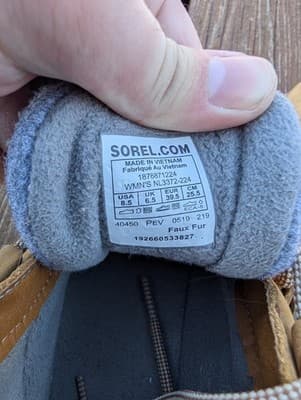 SOREL.COM
MADE IN VIETNAM
Fabriqué Au Vietnam
1876871224
WMN'S NL3372-224
USA UK EUR CM
8.5 6.5 39.5 25.5
40450 PEV 0519 219
Faux Fur
192660533827